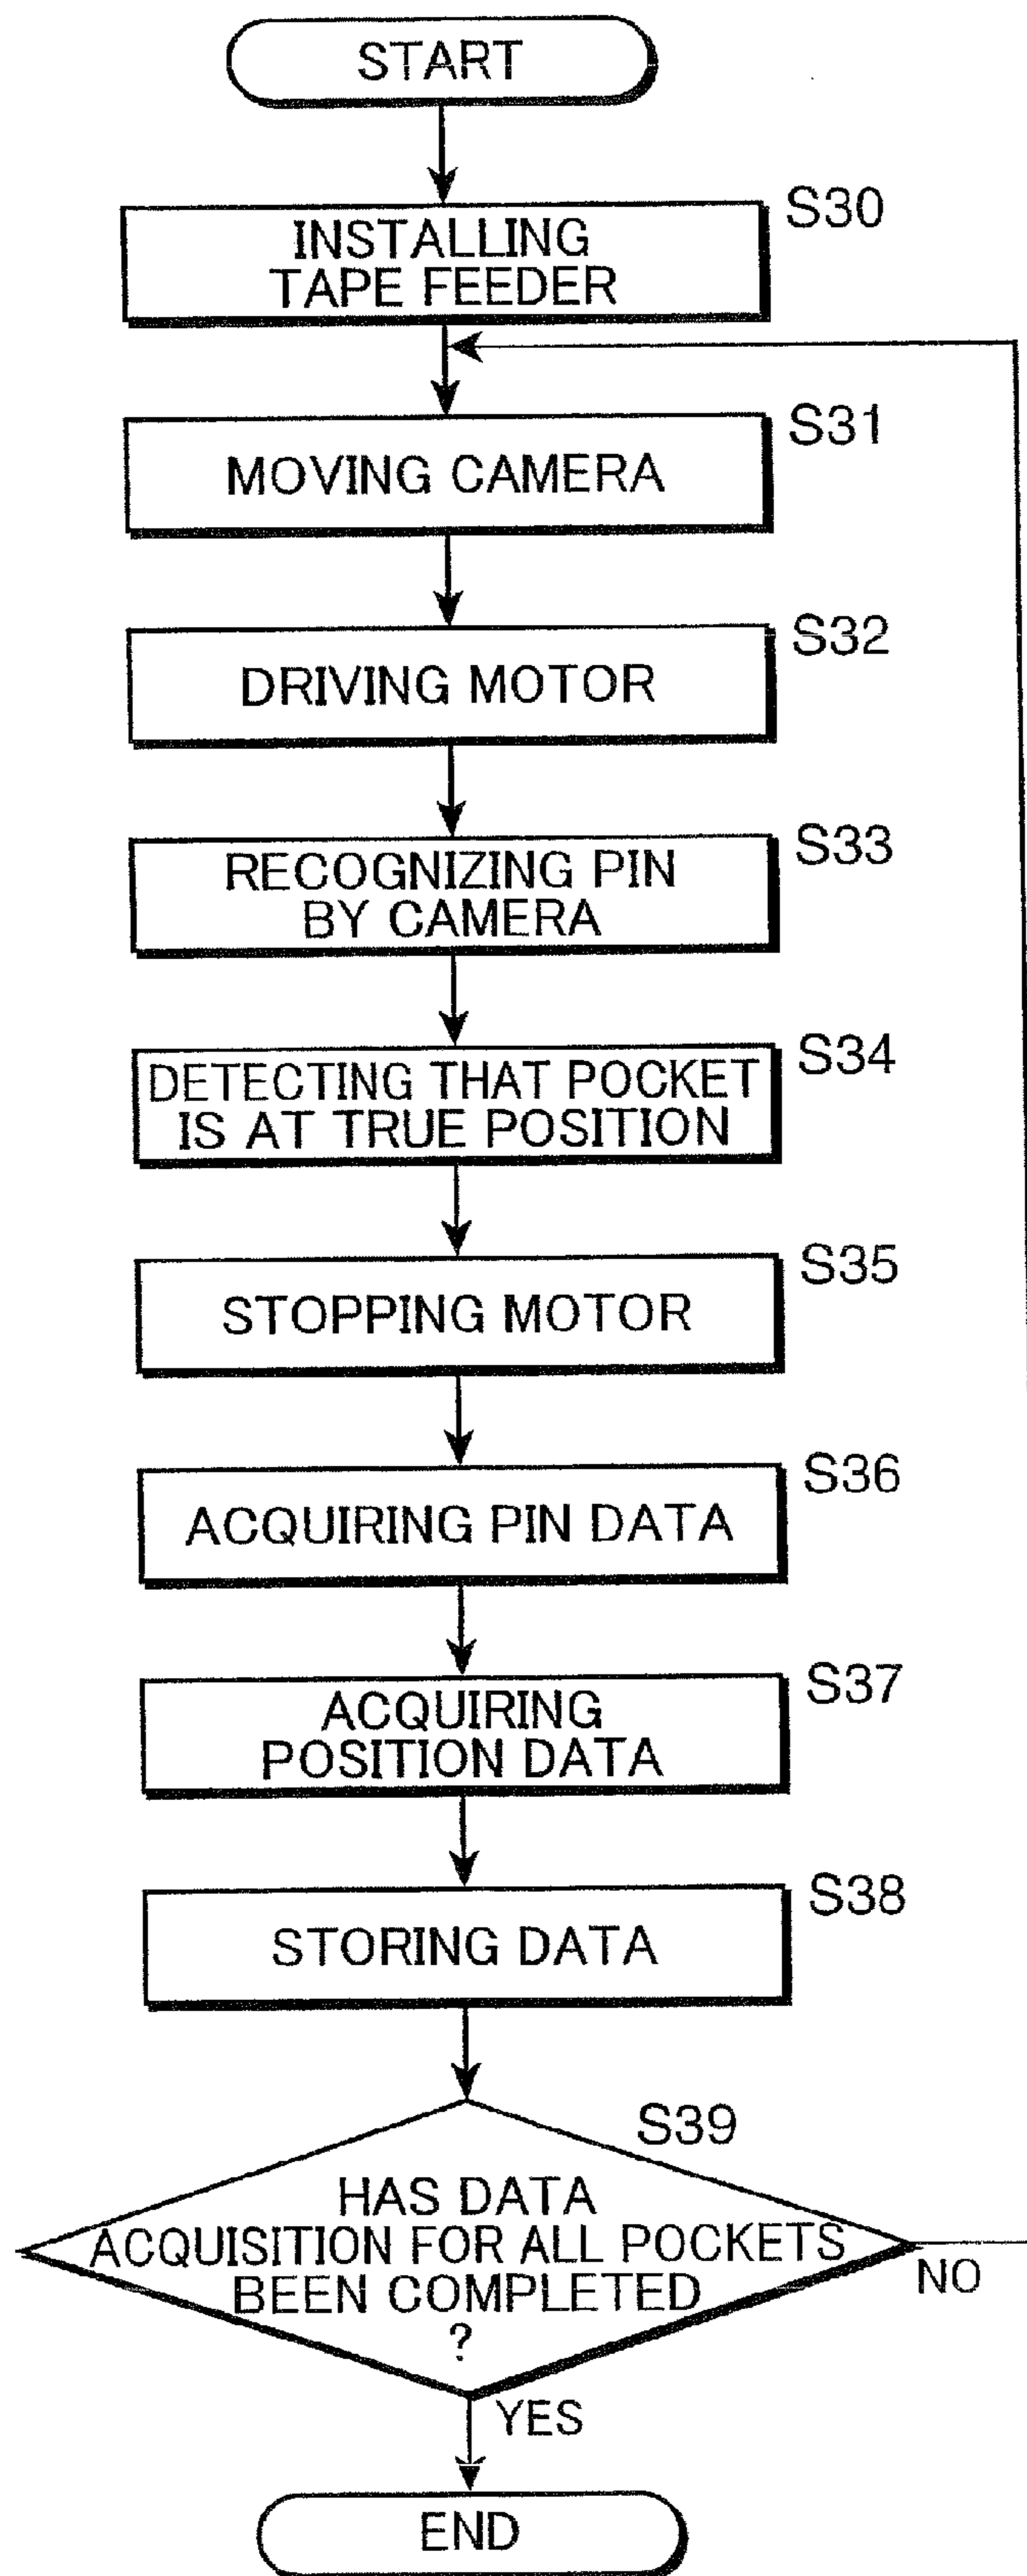 START
S30
INSTALLING
TAPE FEEDER
S31
MOVING CAMERA
S32
DRIVING MOTOR
S33
RECOGNIZING PIN
BY CAMERA
S34
DETECTING THAT POCKET
IS AT TRUE POSITION
S35
STOPPING MOTOR
S36
ACQUIRING PIN DATA
S37
ACQUIRING
POSITION DATA
S38
STORING DATA
S39
HAS DATA
ACQUISITION FOR ALL POCKETS
BEEN COMPLETED
?
NO
YES
END